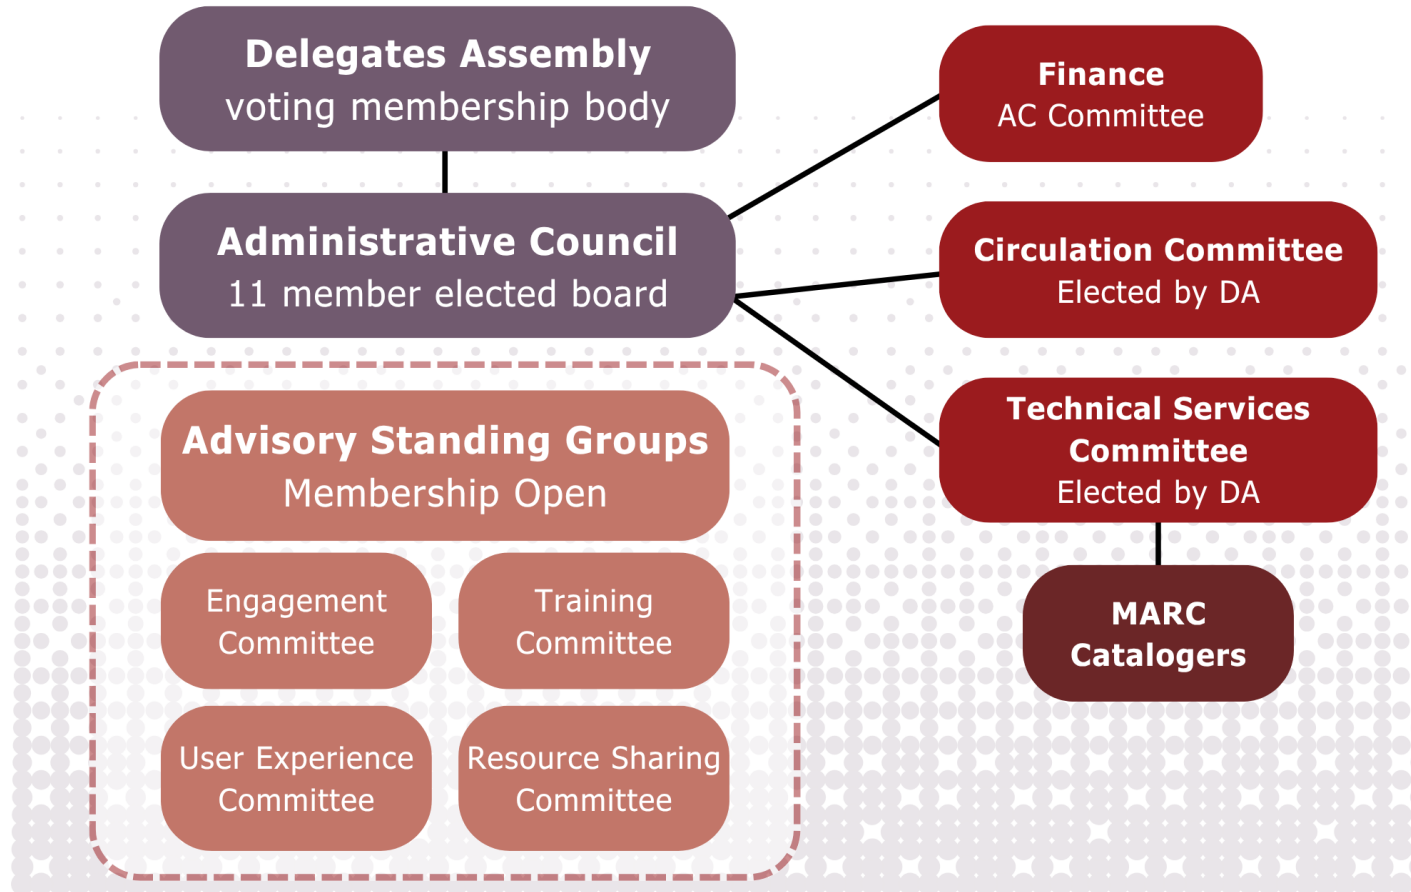 Delegates Assembly
voting membership body
Administrative Council
11 member elected board
Finance
AC Committee
Circulation Committee
Elected by DA
Technical Services
Committee
Elected by DA
MARC
Catalogers
Advisory Standing Groups
Membership Open
Engagement
Committee
Training
Committee
User Experience
Committee
Resource Sharing
Committee